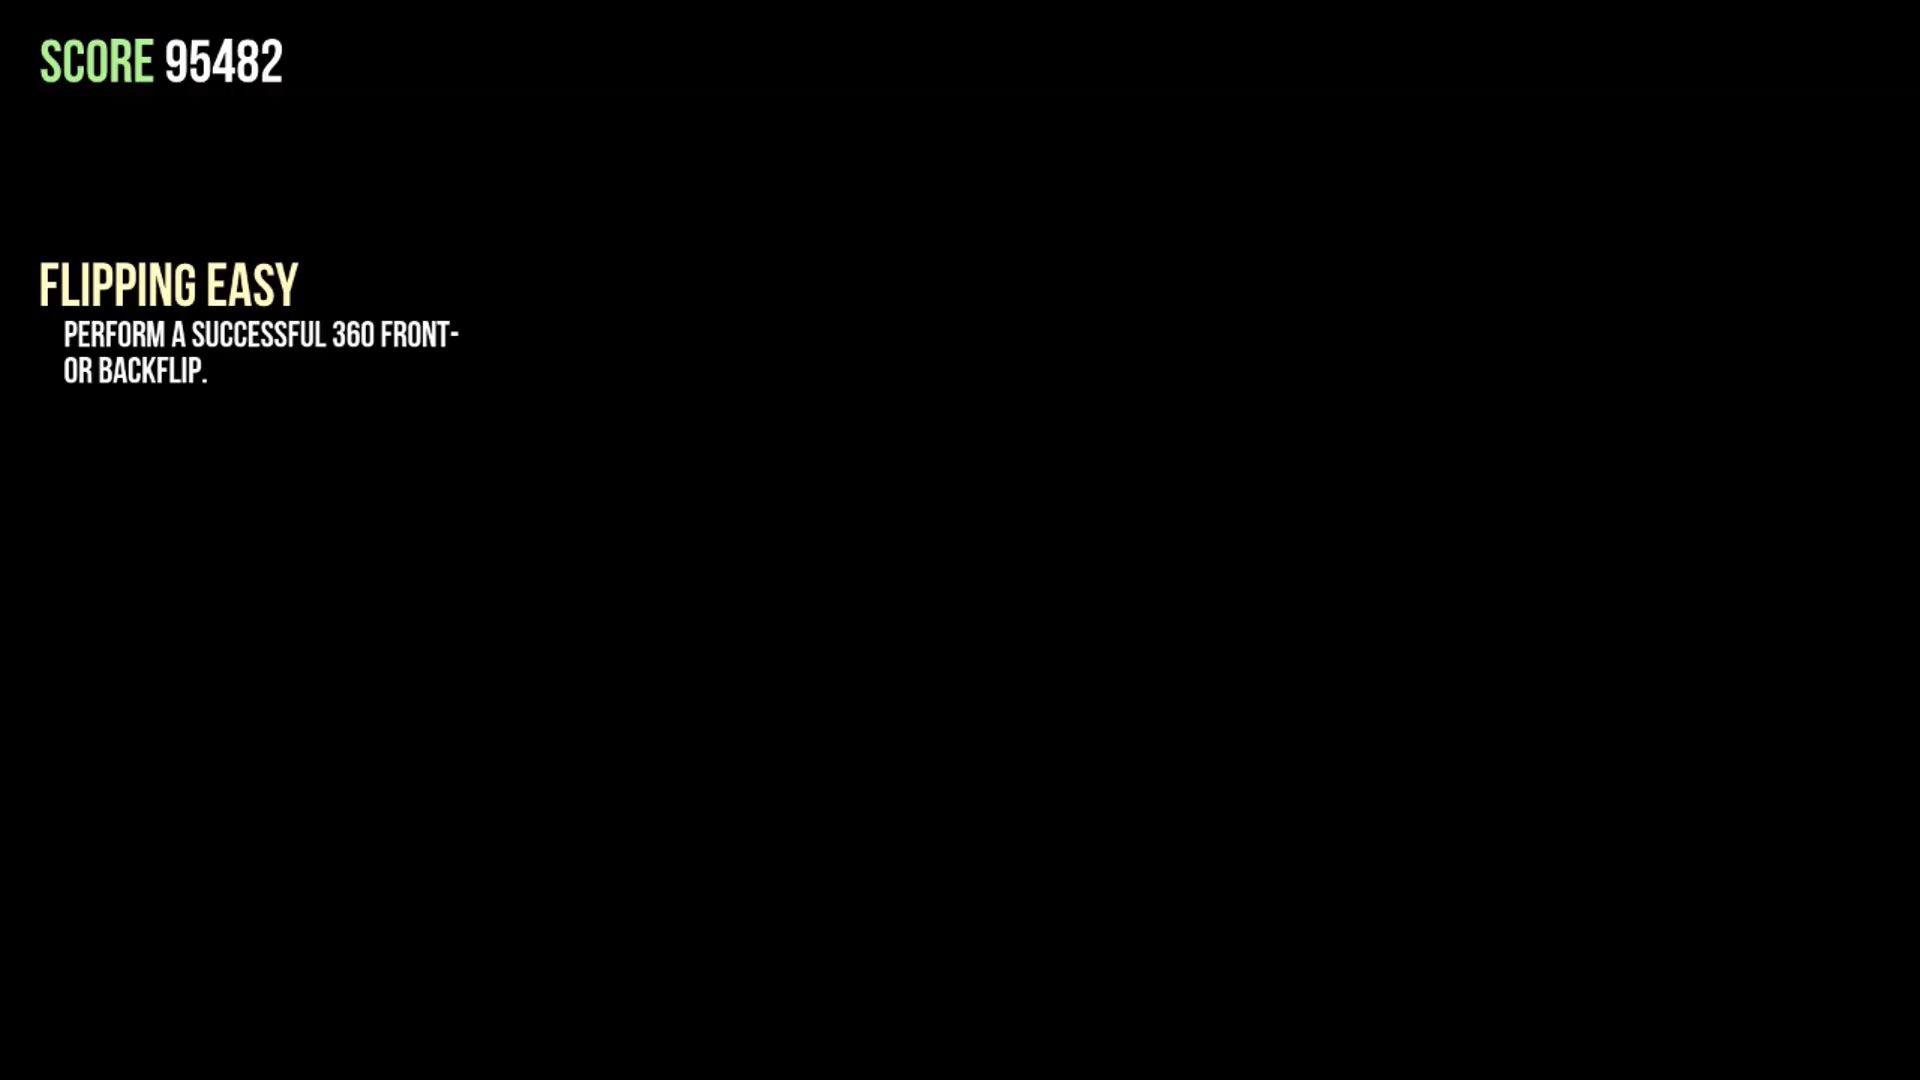 SCORE 95482
FLIPPING EASY
PERFORM A SUCCESSFUL 360 FRONT-
OR BACKFLIP.